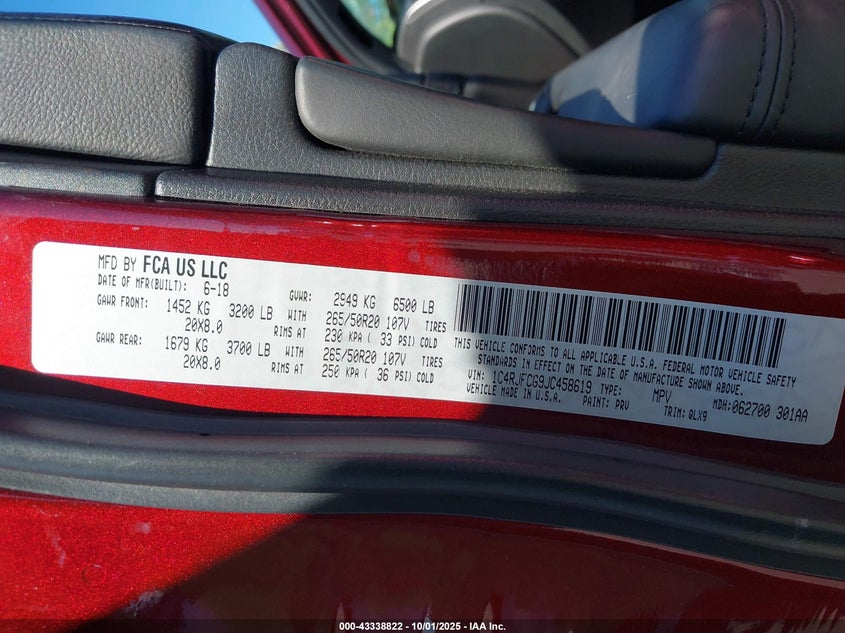 MFD BY FCA US LLC
DATE OF MFR(BUILT): 6-18 GVWR: 2949 KG 6500 LB
GAWR FRONT: 1452 KG 3200 LB WITH 265/50R20 107V TIRES
20X8.0 RIMS AT 230 KPA ( 33 PSI) COLD
GAWR REAR: 1679 KG 3700 LB WITH 265/50R20 107V TIRES
20X8.0 RIMS AT 250 KPA ( 36 PSI) COLD
THIS VEHICLE CONFORMS TO ALL APPLICABLE U.S.A. FEDERAL MOTOR VEHICLE SAFETY
STANDARDS IN EFFECT ON THE DATE OF MANUFACTURE SHOWN ABOVE.
VIN: 1C4RJFCG9JC458619 TYPE: MPV MDH:062700 301AA
VEHICLE MADE IN U.S.A. PAINT: PRV TRIM: QLX9
000-43338822 - 10/01/2025 - IAA Inc.